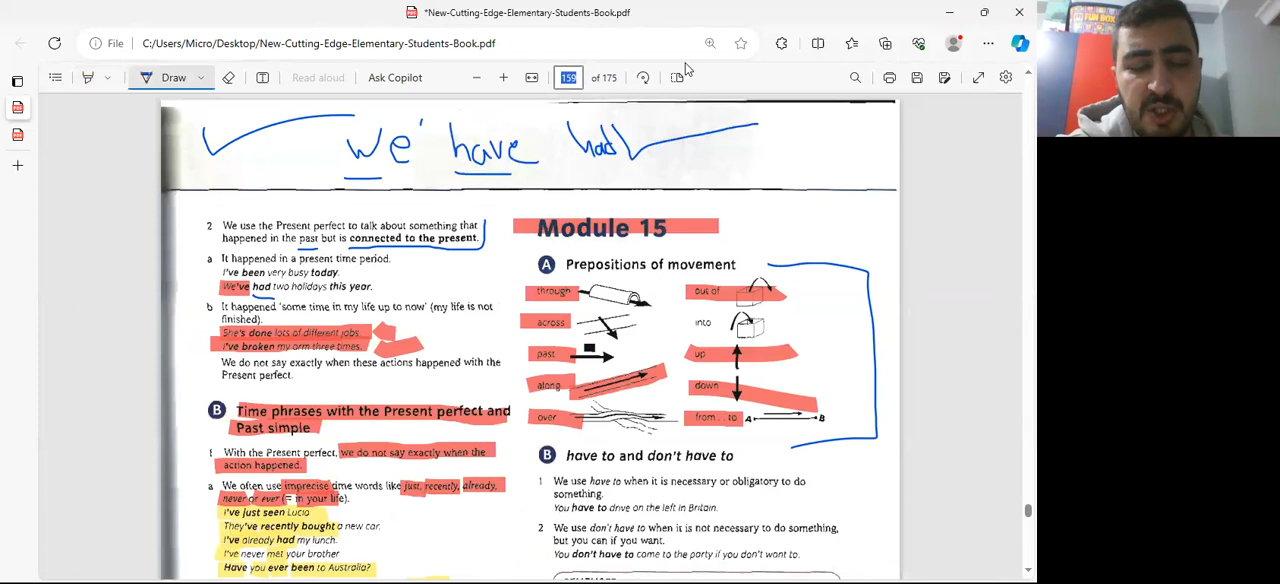 *New-Cutting-Edge-Elementary-Students-Book.pdf
File C:/Users/Micro/Desktop/New-Cutting-Edge-Elementary-Students-Book.pdf
Draw Read aloud Ask Copilot 159 of 175
we' have had
2 We use the Present perfect to talk about something that
happened in the past but is connected to the present.
a It happened in a present time period.
I've been very busy today.
We've had two holidays this year.
b It happened 'some time in my life up to now' (my life is not
finished).
She's done lots of different jobs.
I've broken my arm three times.
We do not say exactly when these actions happened with the
Present perfect.
B Time phrases with the Present perfect and
Past simple
1 With the Present perfect, we do not say exactly when the
action happened.
a We often use imprecise time words like just, recently, already,
never or ever (= in your life).
I've just seen Lucia
They've recently bought a new car.
I've already had my lunch.
I've never met your brother
Have you ever been to Australia?
Module 15
A Prepositions of movement
through out of
across into
past up
along down
over from . . to A B
B have to and don't have to
1 We use have to when it is necessary or obligatory to do
something.
You have to drive on the left in Britain.
2 We use don't have to when it is not necessary to do something,
but you can if you want.
You don't have to come to the party if you don't want to.
FUN BOX